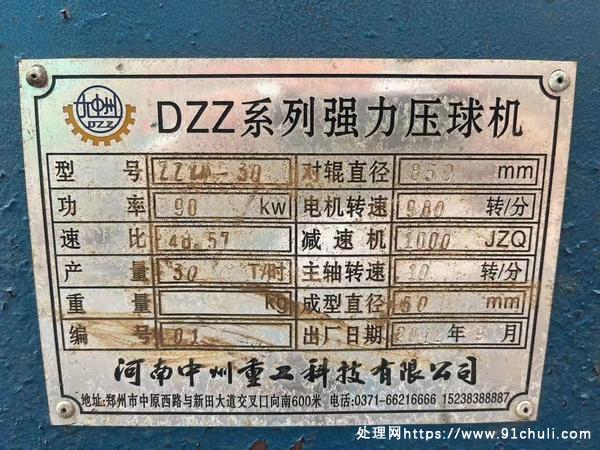 中州
DZZ
DZZ系列强力压球机
型号 ZZXM-30 对辊直径 850 mm
功率 90 kw 电机转速 980 转/分
速比 48.57 减速机 1000 JZQ
产量 30 T/时 主轴转速 10 转/分
重量 kg 成型直径 60 mm
编号 01 出厂日期 2012 年 9 月
河南中州重工科技有限公司
地址:郑州市中原西路与新田大道交叉口向南600米 电话:0371-66216666 15238388887
处理网https://www.91chuli.com/